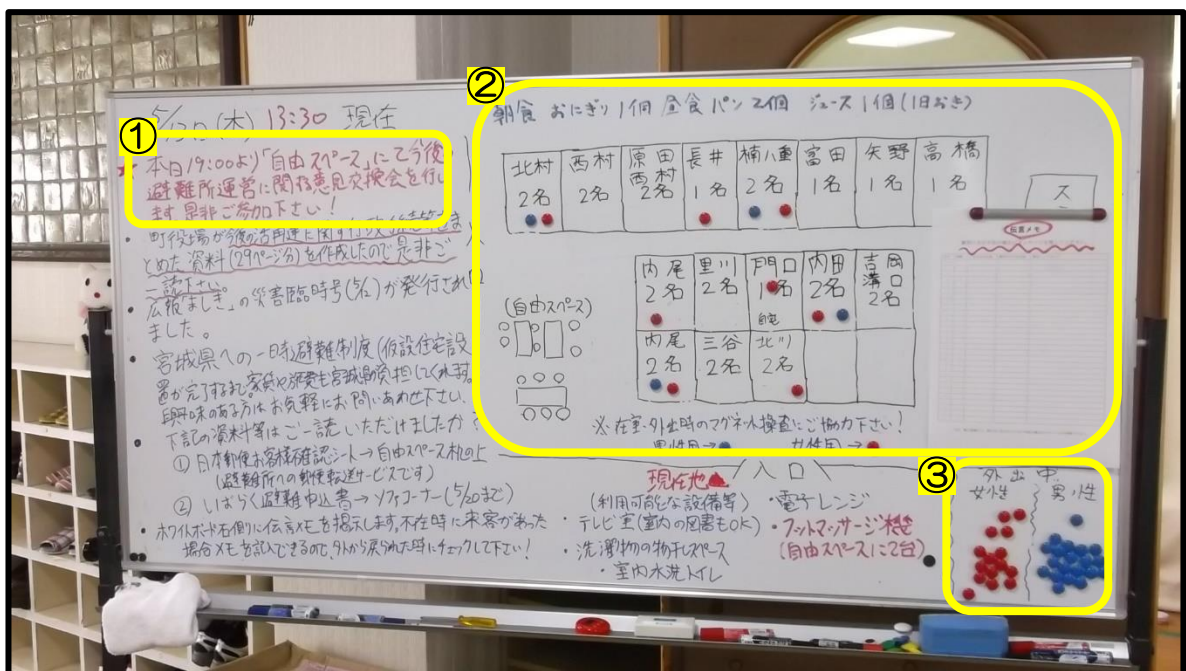 ①
5/12(木) 13:30 現在
本日19:00より「自由スペース」にて今後
避難所運営に関する意見交換会を行い
ます是非ご参加下さい!
町役場が今後の活用連に関する行政
とめた資料(29ページ分)を作成したので是非ご
一読下さい。
広報ましき」の災害臨時号(5/2)が発行され
ました。
宮城県への一時避難制度(仮設住宅設
置が完了するまで家賃や 宮城県 負担してくれます。
興味のある方はお気軽にお問いあわせ下さい。
下記の資料等はご一読いただけましたか?
① 日本郵便お客様確認シート→自由スペース机の上
(避難所への郵便転送サービスです)
② いばらく避難申込書→ソファコーナー(5/20まで)
ホワイトボード右側に伝言メモを掲示します。不在時に来客があった
場合メモを記入できるので、外から戻られた時にチェックして下さい!
②
朝食 おにぎり1個 昼食 パン2個 ジュース1個(1日おき)
北村 2名
西村 2名
原田 西村 2名
長井 1名
楠八重 2名
富田 1名
矢野 1名
高橋 1名
ス
伝言メモ
(自由スペース)
内尾 2名
里川 2名
門口 1名 自宅
内田 2名
吉岡 溝口 2名
内尾 2名
三谷 2名
北川 2名
※在室・外出時のマグネット検査にご協力下さい!
男性用→
女性用→
入口
現在地
(利用可能な設備等)
・テレビ室(室内の図書もOK)
・洗濯物の物干しスペース
・室内水洗トイレ
・電子レンジ
・フットマッサージ機
(自由スペースに2台)
③
外出中
女性
男性